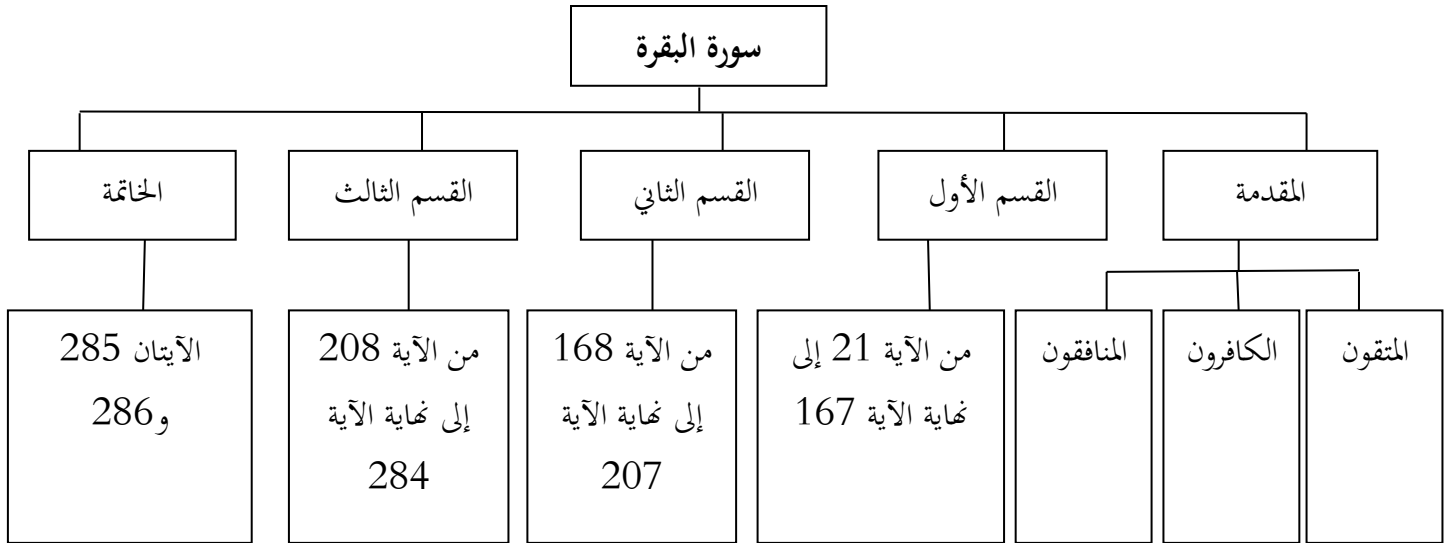 سورة البقرة
المقدمة
القسم الأول
القسم الثاني
القسم الثالث
الخاتمة
المتقون
الكافرون
المنافقون
من الآية 21 إلى
نهاية الآية 167
من الآية 168
إلى نهاية الآية
207
من الآية 208
إلى نهاية الآية
284
الآيتان 285
و286